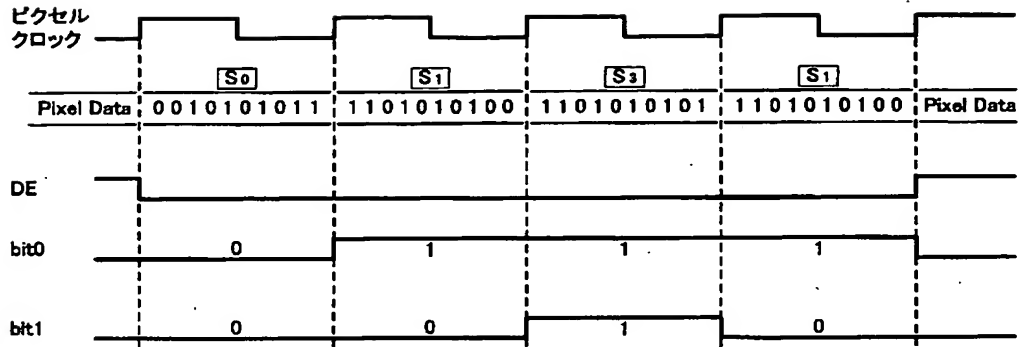 ピクセル
クロック
S0 S1 S3 S1
Pixel Data 0010101011 1101010100 1101010101 1101010100 Pixel Data
DE
bit0 0 1 1 1
bit1 0 0 1 0